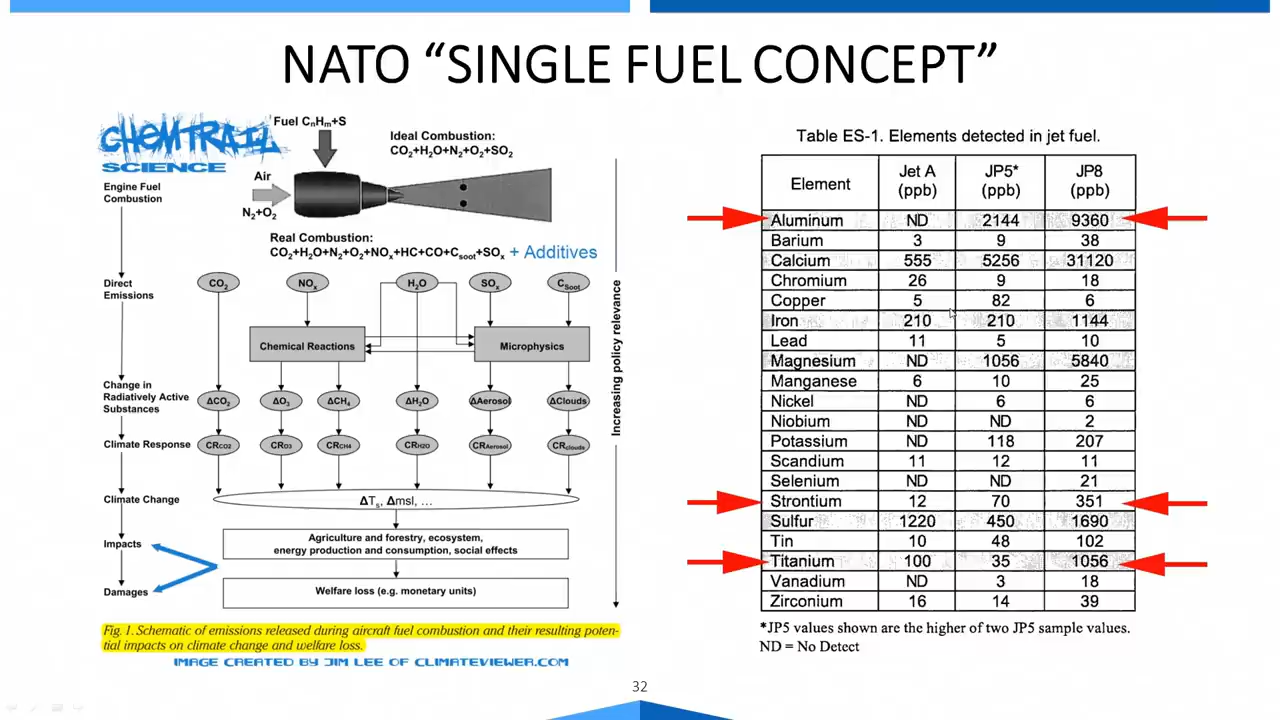 NATO “SINGLE FUEL CONCEPT”
CHEMTRAIL
SCIENCE
Fuel CnHm+S
Ideal Combustion:
CO2+H2O+N2+O2+SO2
Engine Fuel
Combustion
Air
N2+O2
Real Combustion:
CO2+H2O+N2+O2+NOx+HC+CO+Csoot+SOx + Additives
Direct
Emissions
CO2 NOx H2O SOx CSoot
Chemical Reactions Microphysics
Change in
Radiatively Active
Substances
ΔCO2 ΔO3 ΔCH4 ΔH2O ΔAerosol ΔClouds
Climate Response
CRCO2 CRO3 CRCH4 CRH2O CRAerosol CRclouds
Climate Change
ΔTs, Δmsl, ...
Impacts
Agriculture and forestry, ecosystem,
energy production and consumption, social effects
Damages
Welfare loss (e.g. monetary units)
Increasing policy relevance
Fig. 1. Schematic of emissions released during aircraft fuel combustion and their resulting poten-
tial impacts on climate change and welfare loss.
IMAGE CREATED BY JIM LEE OF CLIMATEVIEWER.COM
Table ES-1. Elements detected in jet fuel.
Element Jet A (ppb) JP5* (ppb) JP8 (ppb)
Aluminum ND 2144 9360
Barium 3 9 38
Calcium 555 5256 31120
Chromium 26 9 18
Copper 5 82 6
Iron 210 210 1144
Lead 11 5 10
Magnesium ND 1056 5840
Manganese 6 10 25
Nickel ND 6 6
Niobium ND ND 2
Potassium ND 118 207
Scandium 11 12 11
Selenium ND ND 21
Strontium 12 70 351
Sulfur 1220 450 1690
Tin 10 48 102
Titanium 100 35 1056
Vanadium ND 3 18
Zirconium 16 14 39
*JP5 values shown are the higher of two JP5 sample values.
ND = No Detect
32